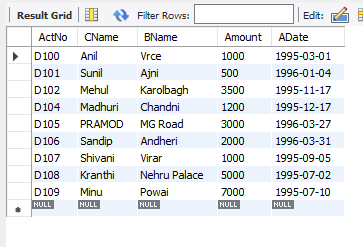 Result Grid Filter Rows: Edit:
ActNo CName BName Amount ADate
D100 Anil Vrce 1000 1995-03-01
D101 Sunil Ajni 500 1996-01-04
D102 Mehul Karolbagh 3500 1995-11-17
D104 Madhuri Chandni 1200 1995-12-17
D105 PRAMOD MG Road 3000 1996-03-27
D106 Sandip Andheri 2000 1996-03-31
D107 Shivani Virar 1000 1995-09-05
D108 Kranthi Nehru Palace 5000 1995-07-02
D109 Minu Powai 7000 1995-07-10
NULL NULL NULL NULL NULL